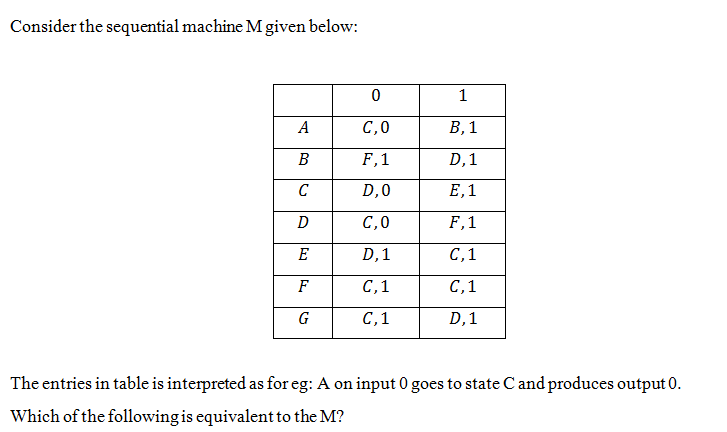 Consider the sequential machine M given below:
0 1
A C,0 B,1
B F,1 D,1
C D,0 E,1
D C,0 F,1
E D,1 C,1
F C,1 C,1
G C,1 D,1
The entries in table is interpreted as for eg: A on input 0 goes to state C and produces output 0.
Which of the following is equivalent to the M?